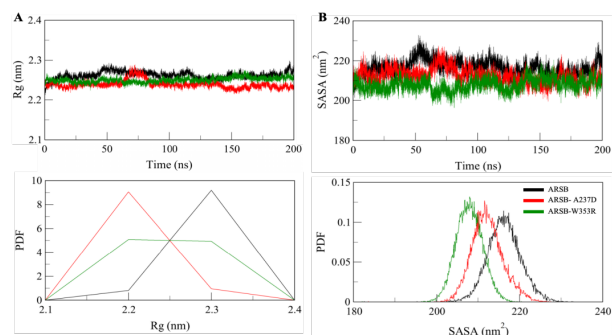 A
2.4
2.3
2.2
2.1
Rg (nm)
0 50 100 150 200
Time (ns)
B
240
220
200
180
SASA (nm²)
0 50 100 150 200
Time (ns)
10
8
6
4
2
0
PDF
2.1 2.2 2.3 2.4
Rg (nm)
0.15
0.1
0.05
0
PDF
ARSB
ARSB- A237D
ARSB-W353R
180 200 220 240
SASA (nm²)